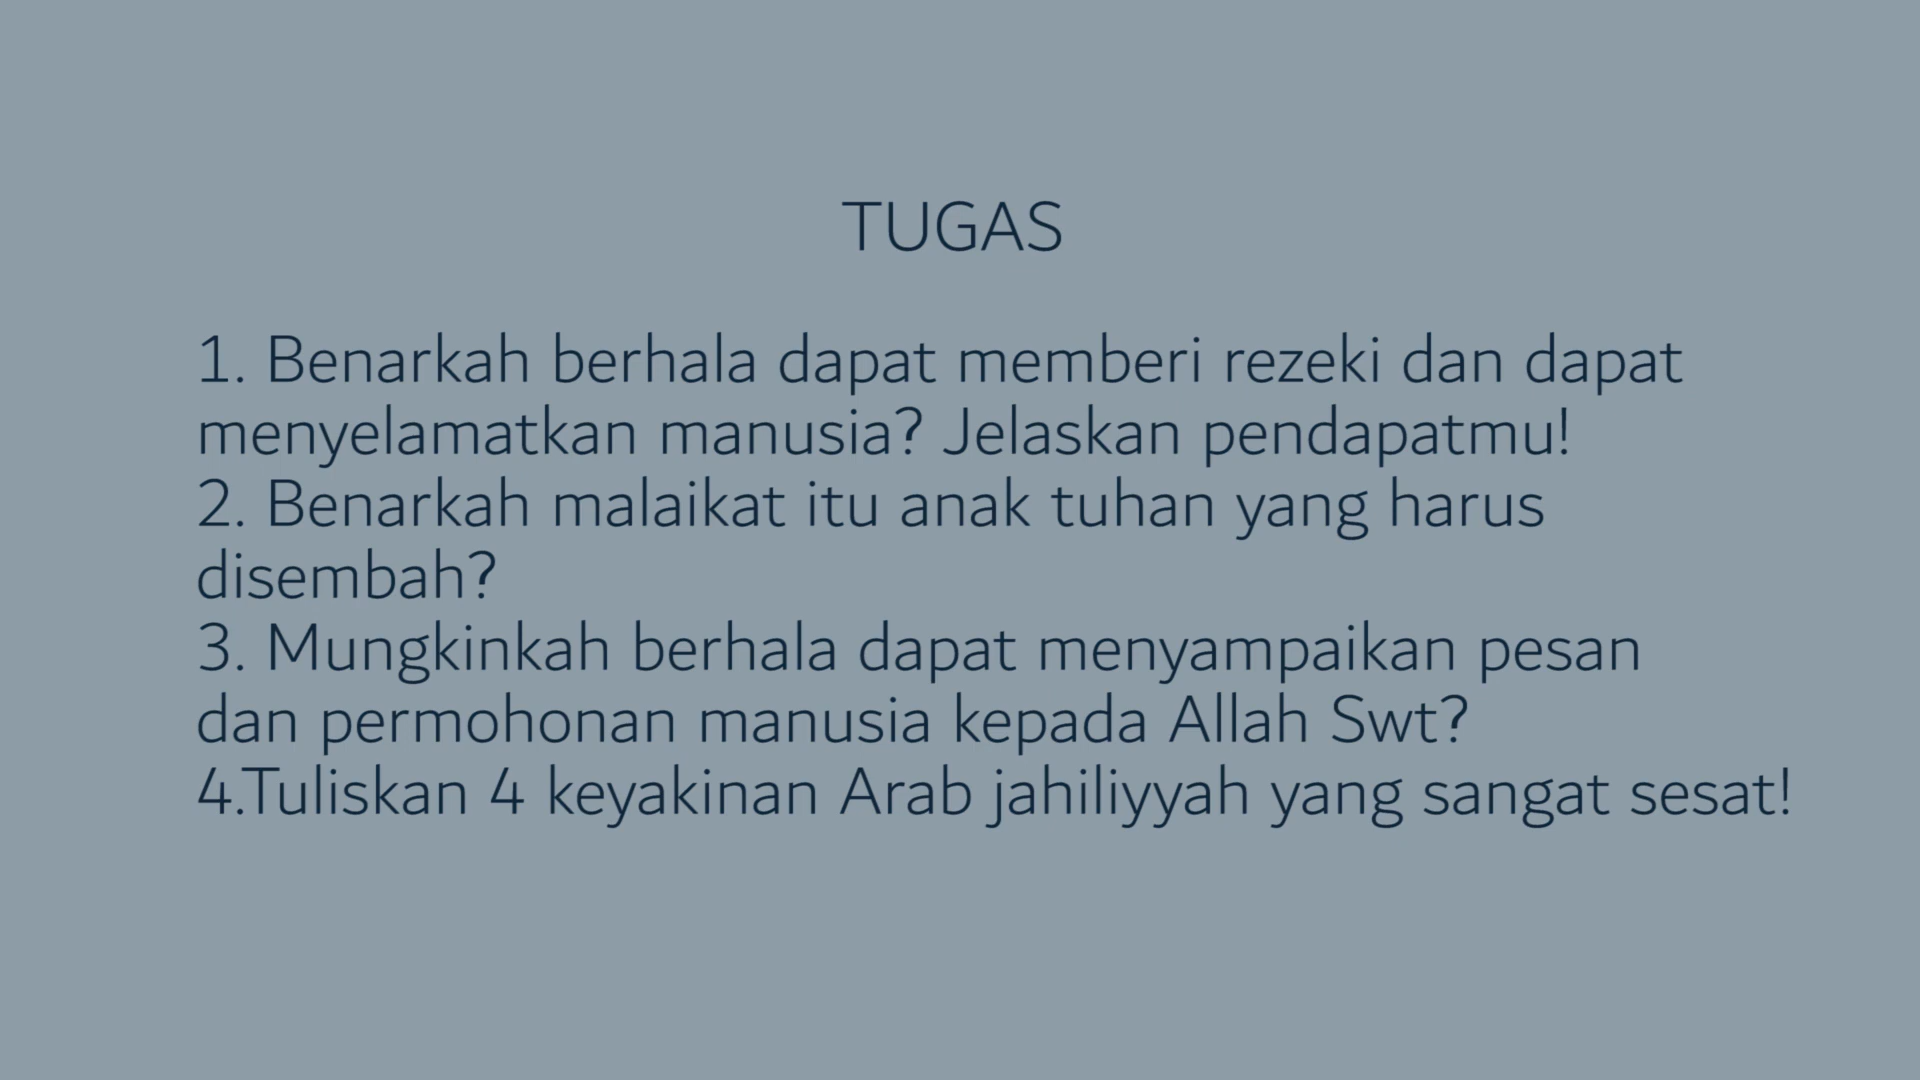 TUGAS
1. Benarkah berhala dapat memberi rezeki dan dapat
menyelamatkan manusia? Jelaskan pendapatmu!
2. Benarkah malaikat itu anak tuhan yang harus
disembah?
3. Mungkinkah berhala dapat menyampaikan pesan
dan permohonan manusia kepada Allah Swt?
4.Tuliskan 4 keyakinan Arab jahiliyyah yang sangat sesat!